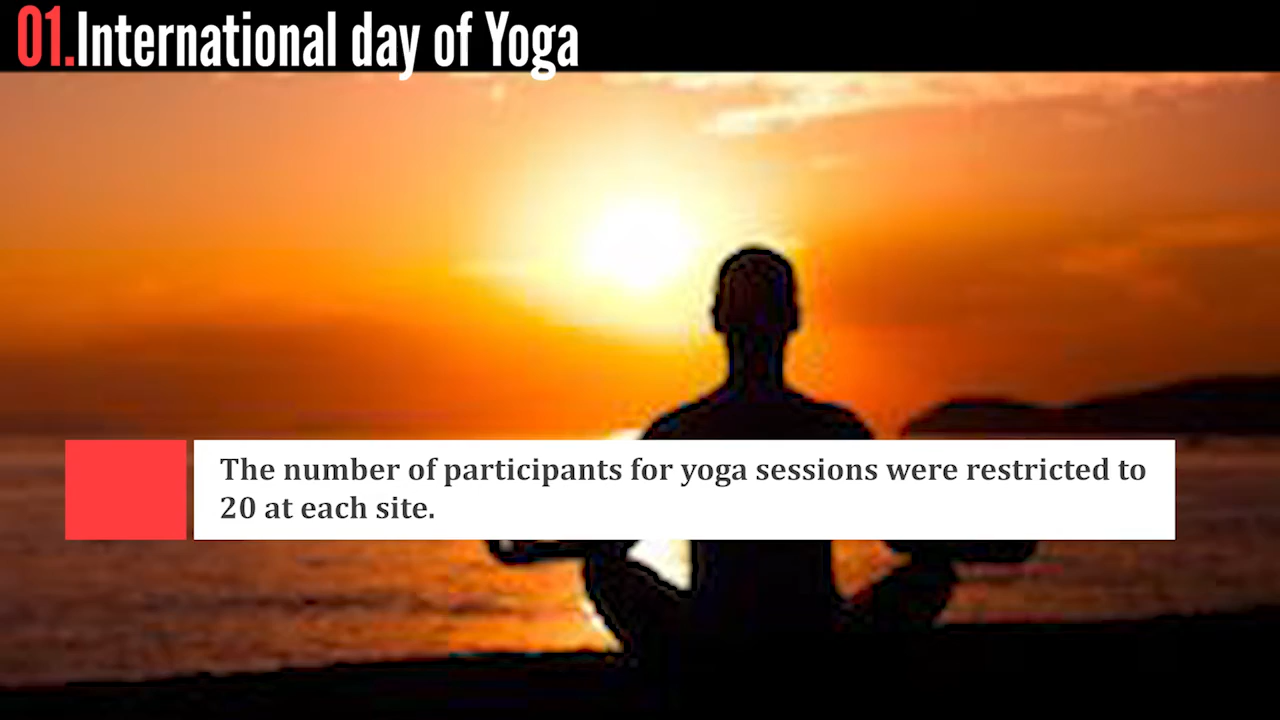 01.International day of Yoga
The number of participants for yoga sessions were restricted to
20 at each site.